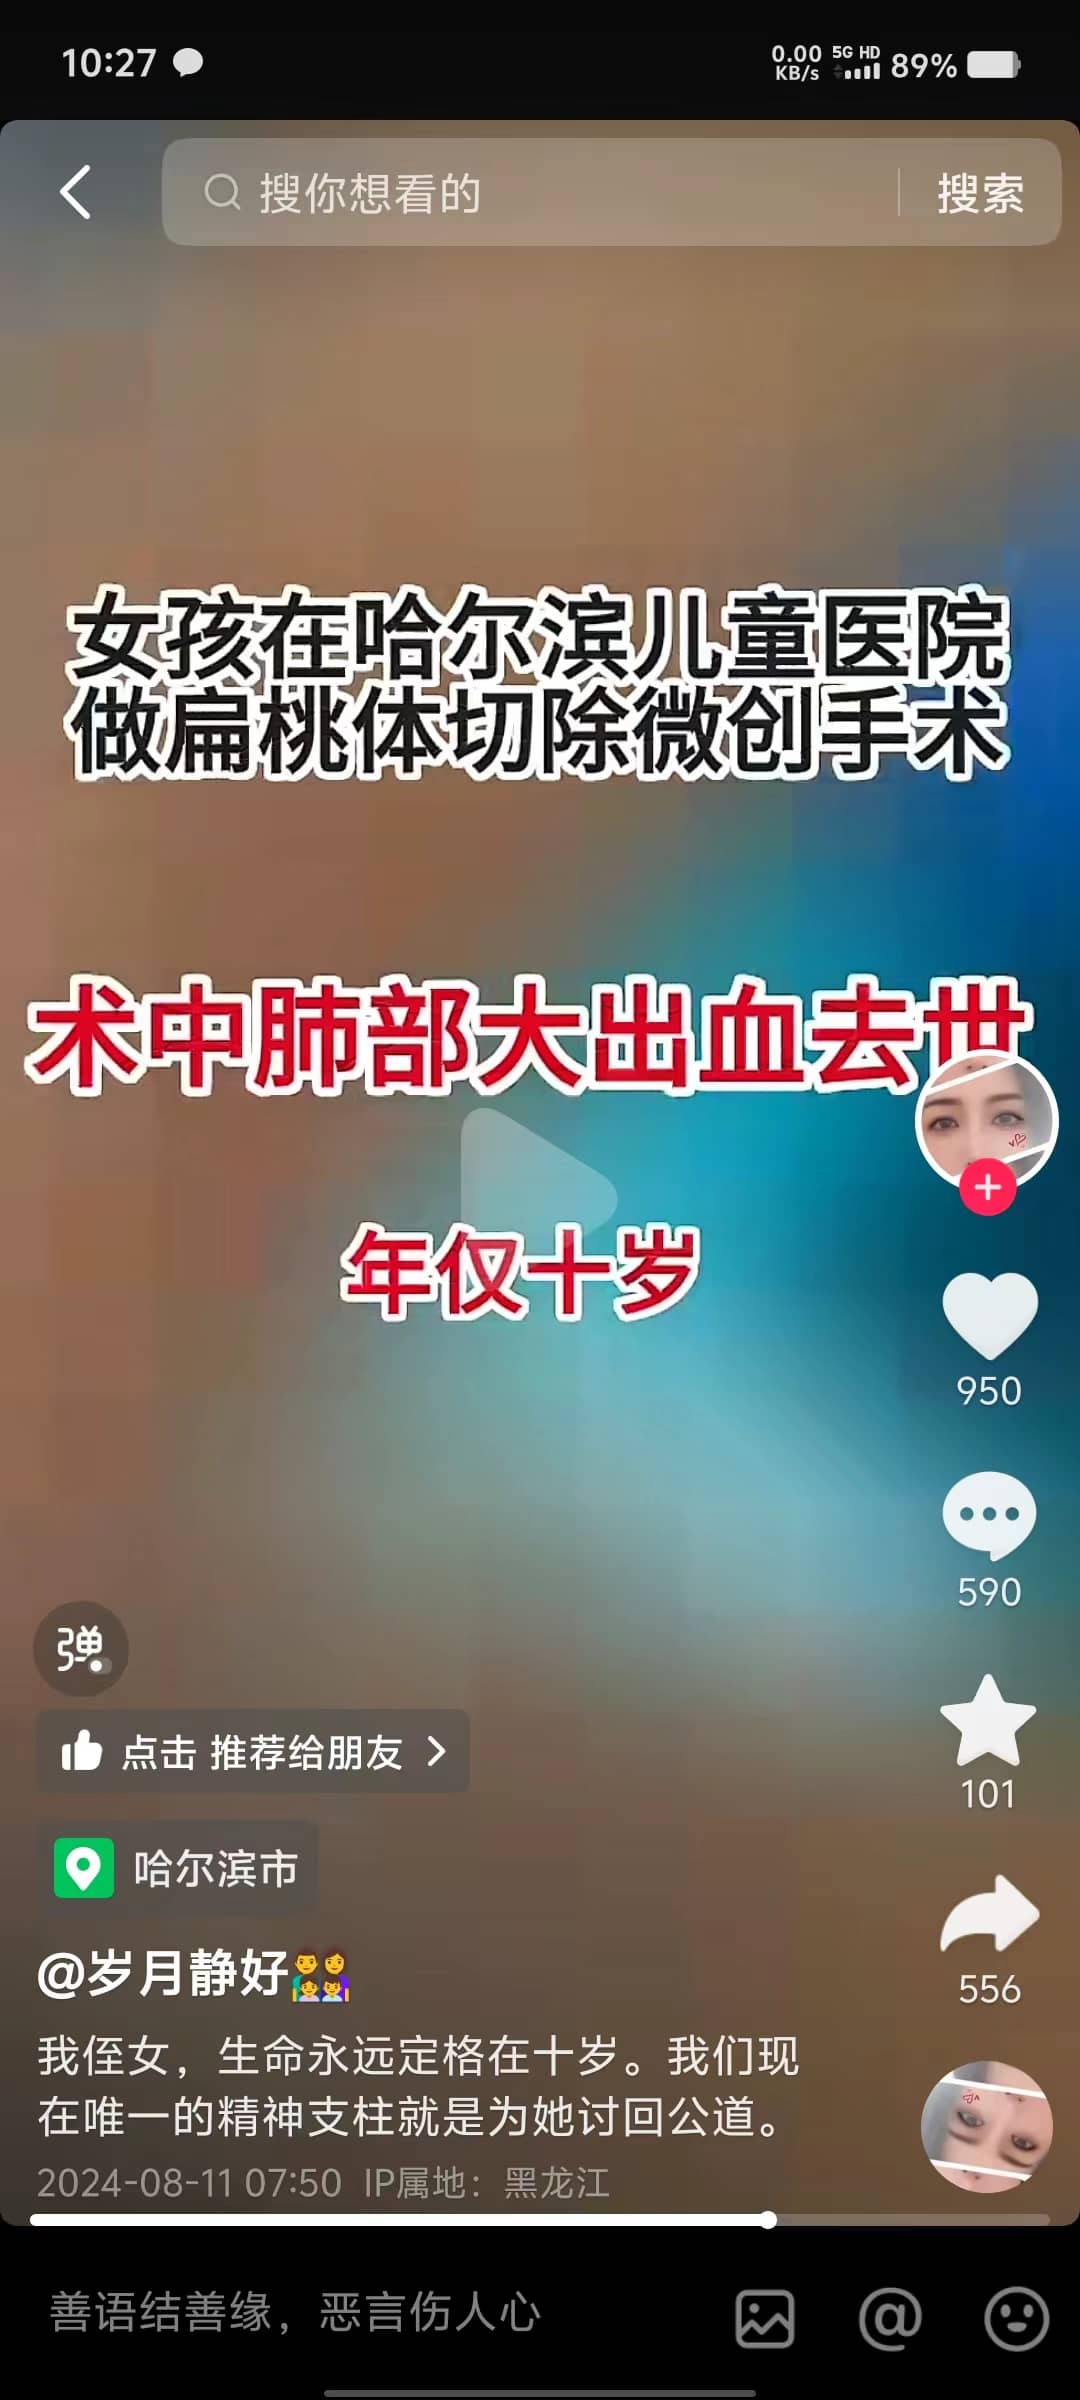 10:27
0.00 KB/s 5G HD 89%
搜你想看的 搜索
女孩在哈尔滨儿童医院
做扁桃体切除微创手术
术中肺部大出血去世
年仅十岁
950
590
弹
点击 推荐给朋友
101
哈尔滨市
@岁月静好👨‍👩‍👧‍👦
556
我侄女，生命永远定格在十岁。我们现
在唯一的精神支柱就是为她讨回公道。
2024-08-11 07:50 IP属地：黑龙江
善语结善缘，恶言伤人心